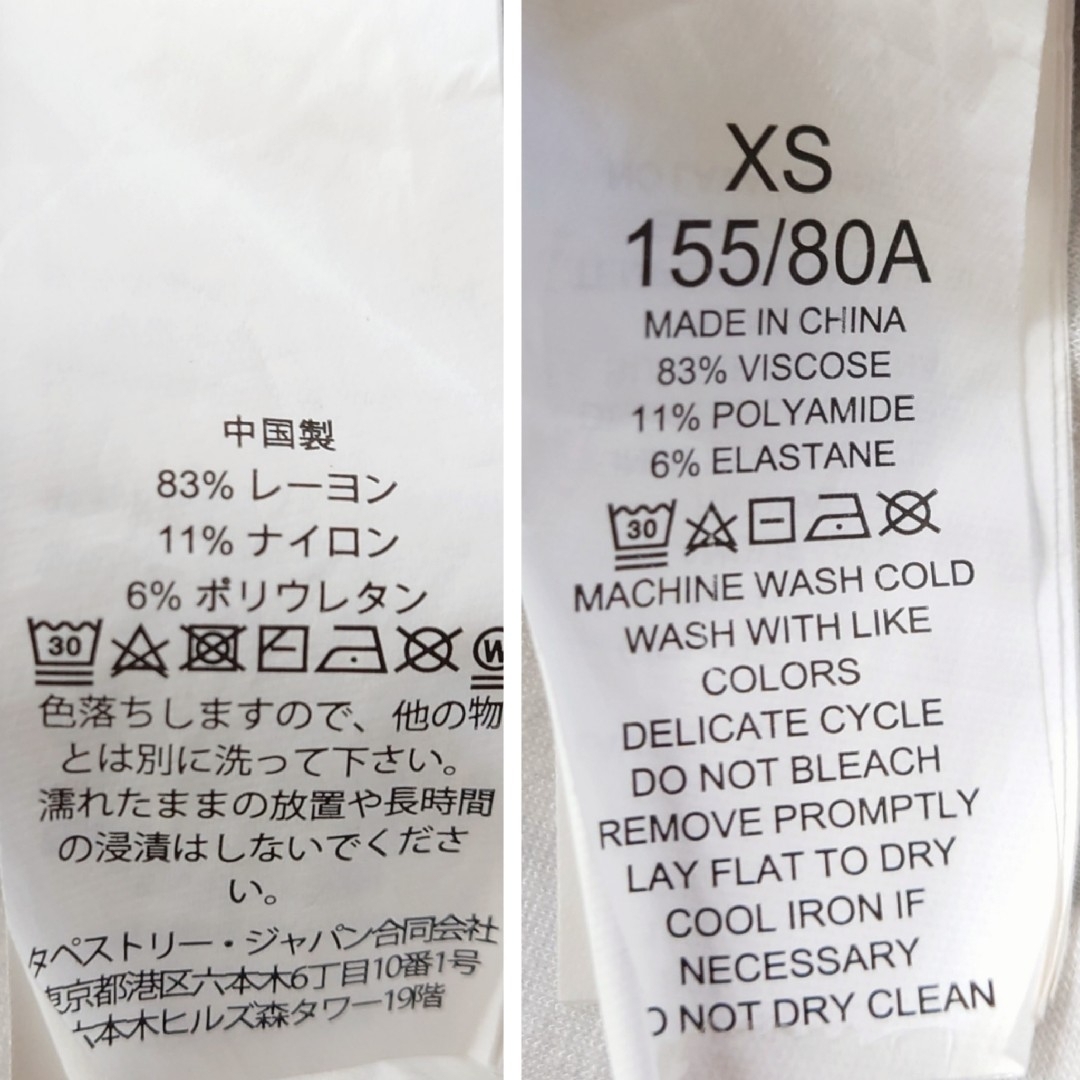 中国製
83% レーヨン
11% ナイロン
6% ポリウレタン
30
W
色落ちしますので、他の物
とは別に洗って下さい。
濡れたままの放置や長時間
の浸漬はしないでくださ
い。
タペストリー・ジャパン合同会社
東京都港区六本木6丁目10番1号
六本木ヒルズ森タワー19階
XS
155/80A
MADE IN CHINA
83% VISCOSE
11% POLYAMIDE
6% ELASTANE
30
MACHINE WASH COLD
WASH WITH LIKE
COLORS
DELICATE CYCLE
DO NOT BLEACH
REMOVE PROMPTLY
LAY FLAT TO DRY
COOL IRON IF
NECESSARY
DO NOT DRY CLEAN